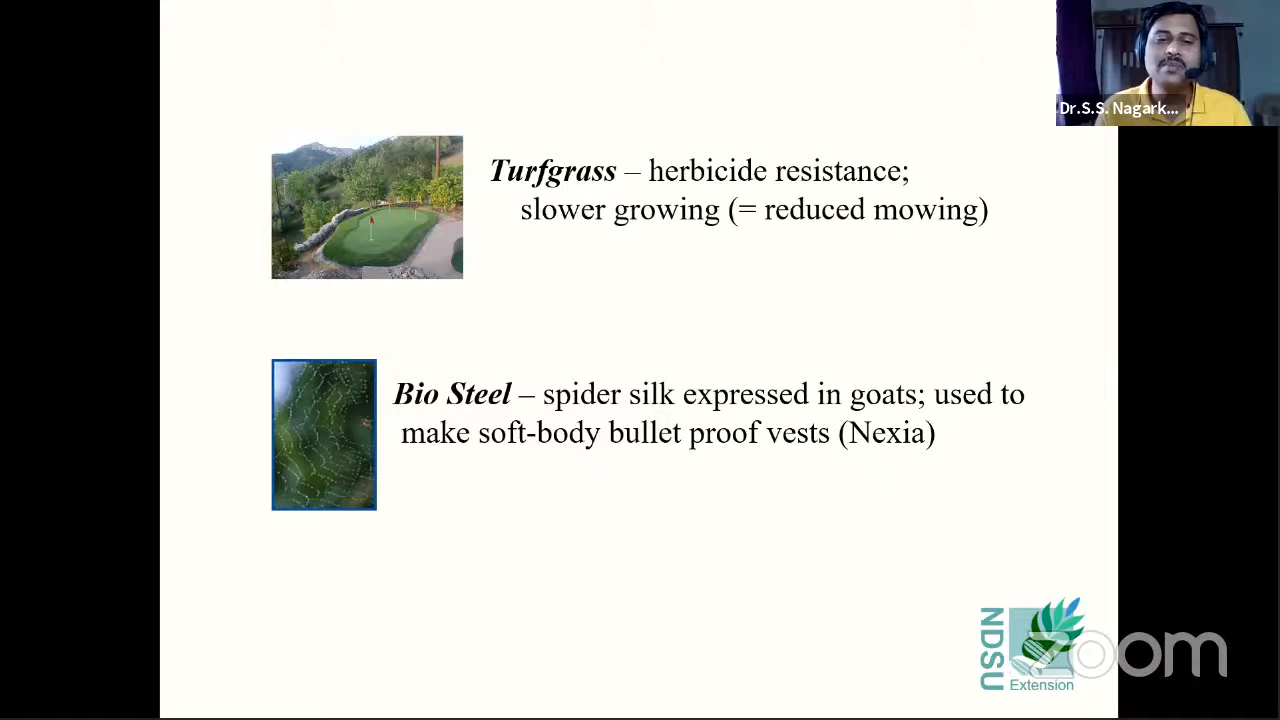 Dr.S.S. Nagark...
Turfgrass – herbicide resistance;
slower growing (= reduced mowing)
Bio Steel – spider silk expressed in goats; used to
make soft-body bullet proof vests (Nexia)
NDSU
Extension
zoom